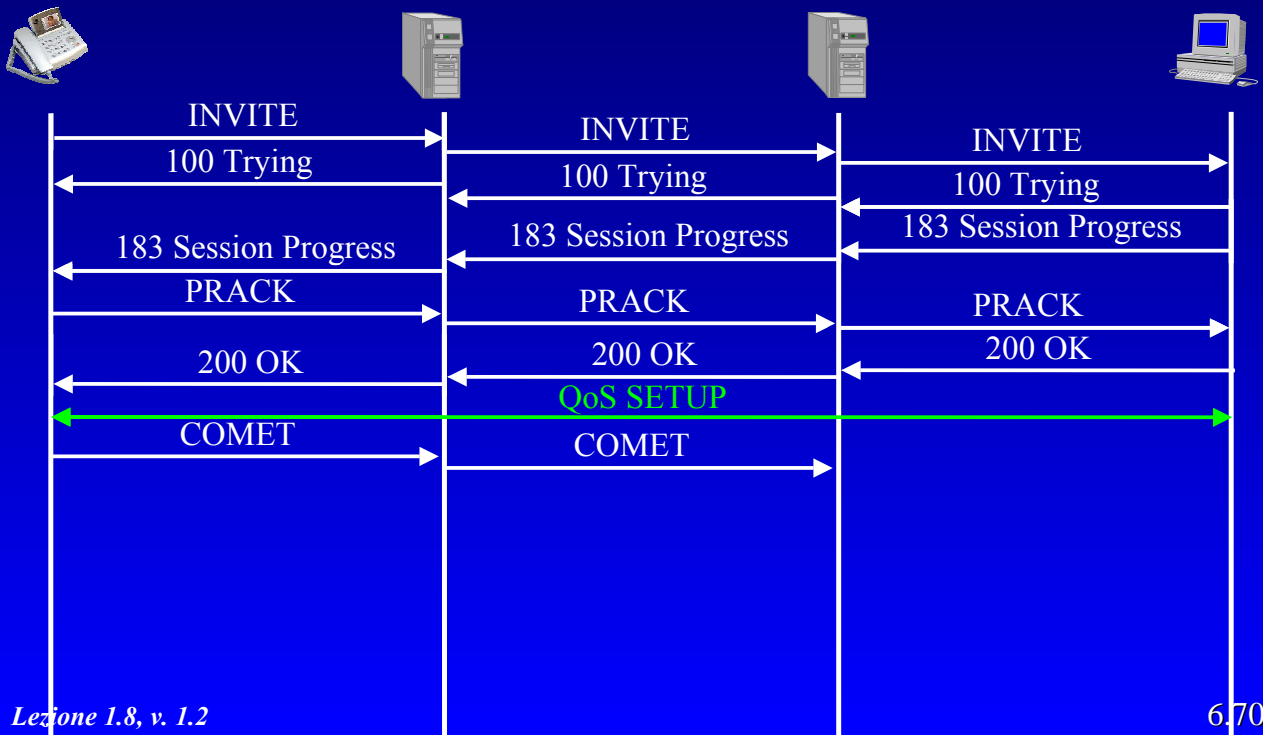 INVITE
INVITE
INVITE
100 Trying
100 Trying
100 Trying
183 Session Progress
183 Session Progress
183 Session Progress
PRACK
PRACK
PRACK
200 OK
200 OK
200 OK
QoS SETUP
COMET
COMET
Lezione 1.8, v. 1.2
6.70